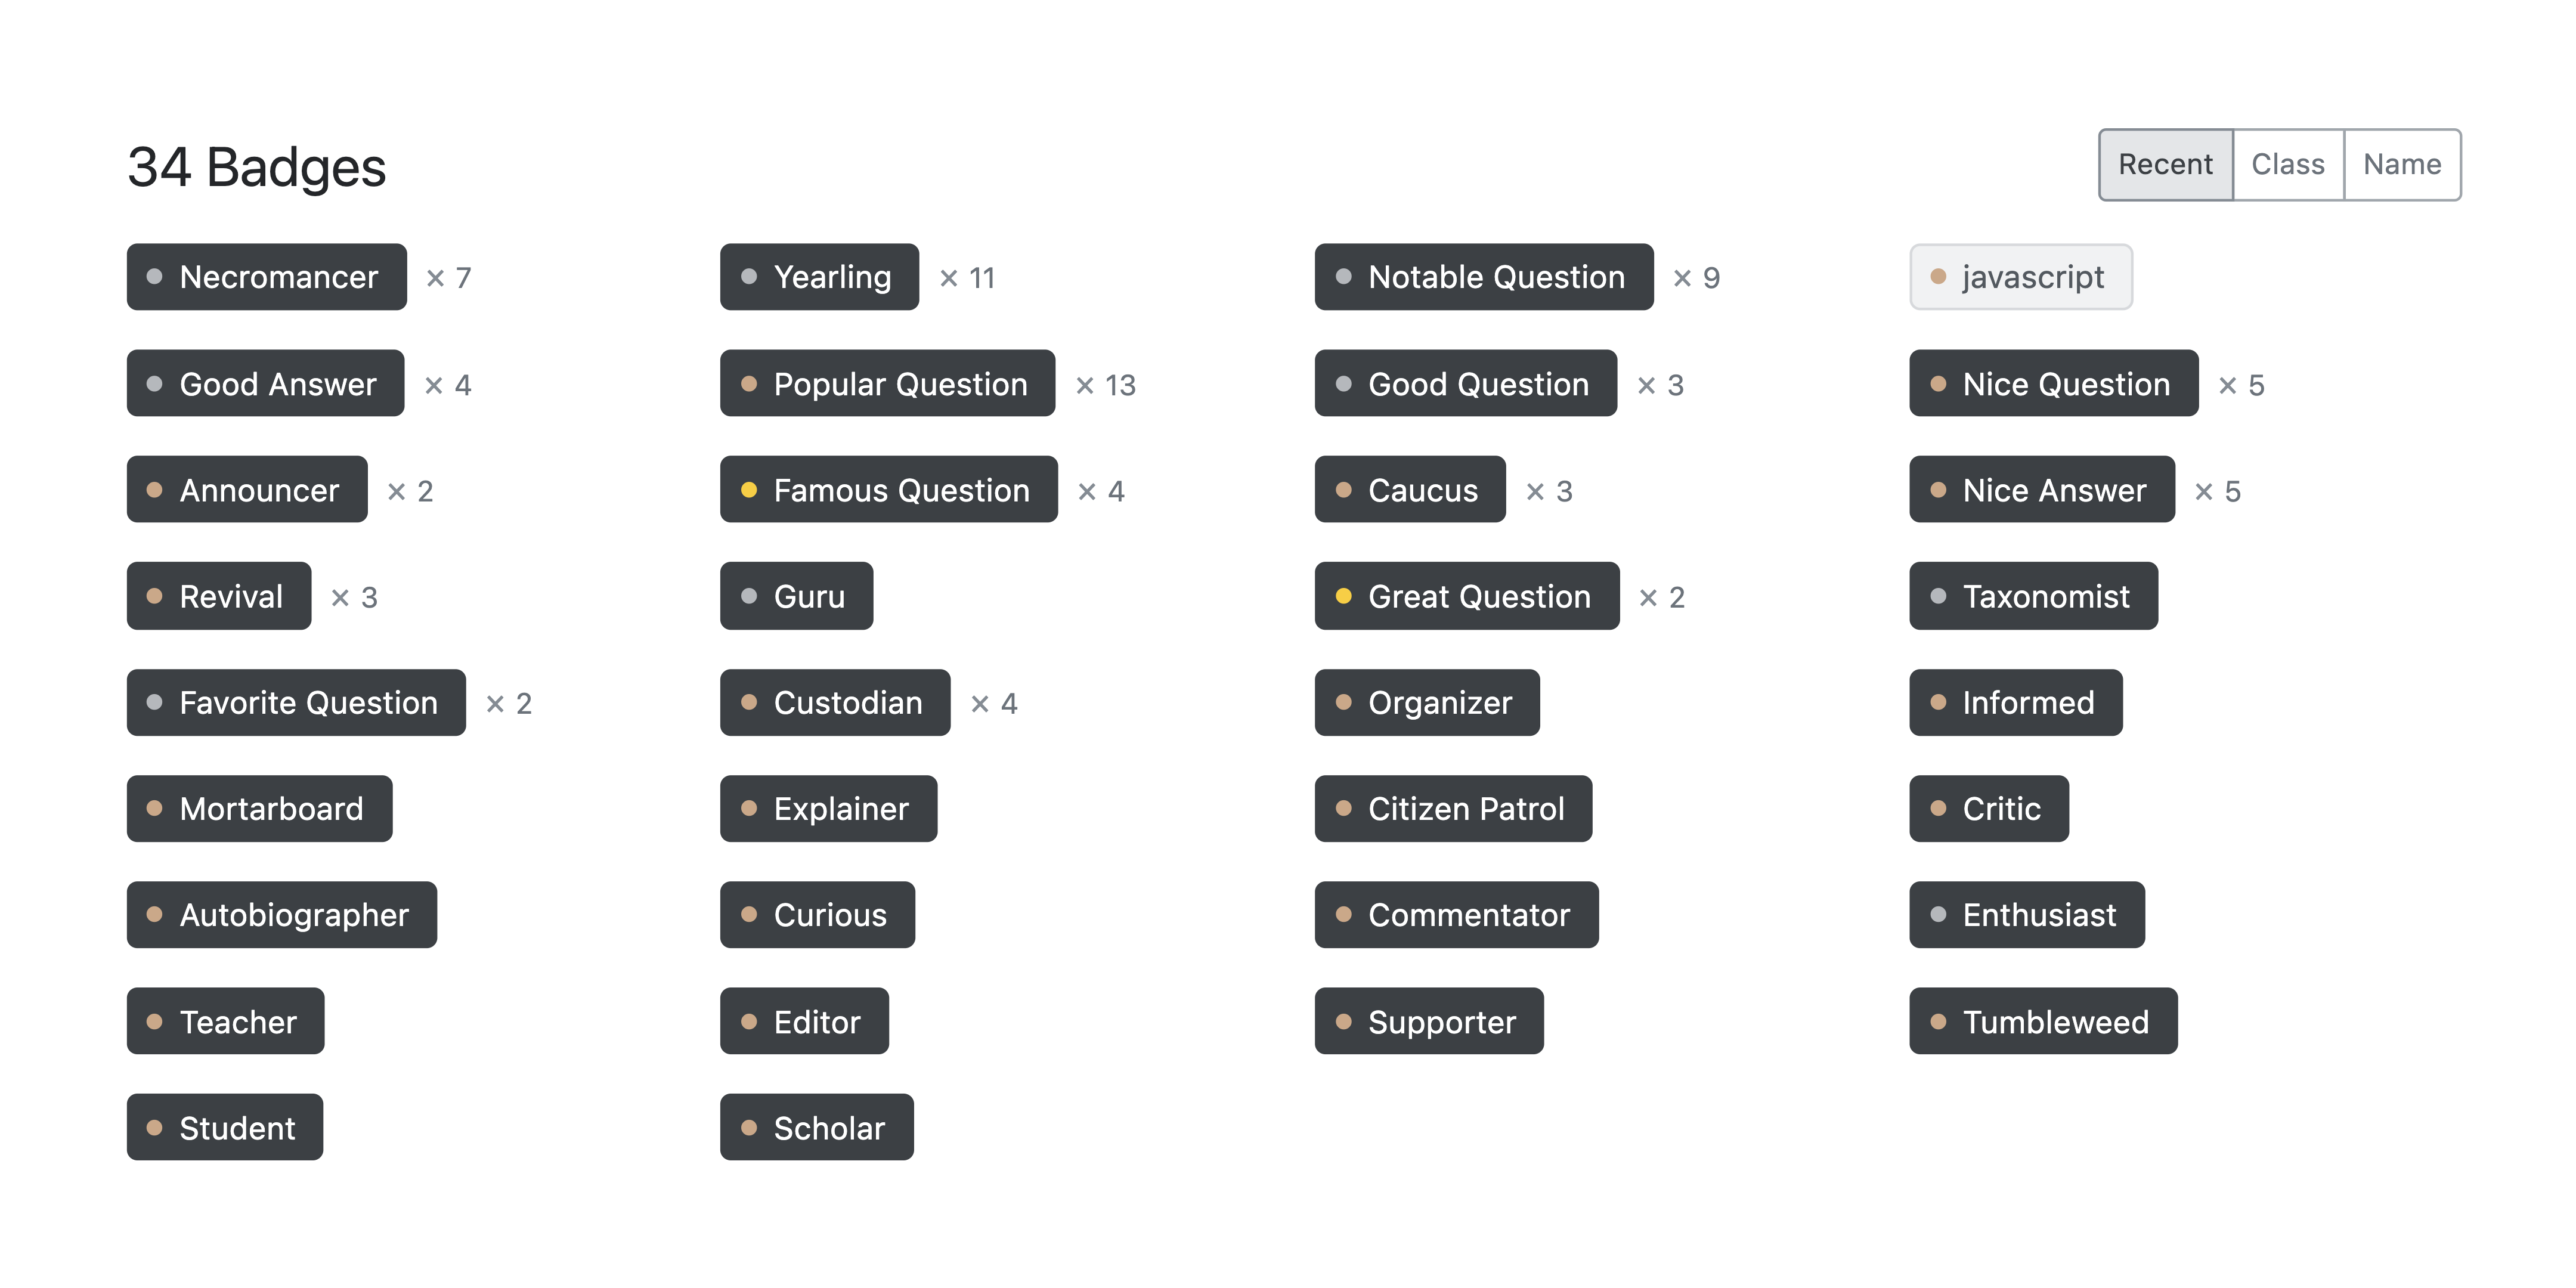 34 Badges
Recent Class Name
Necromancer × 7 Yearling × 11 Notable Question × 9 javascript
Good Answer × 4 Popular Question × 13 Good Question × 3 Nice Question × 5
Announcer × 2 Famous Question × 4 Caucus × 3 Nice Answer × 5
Revival × 3 Guru Great Question × 2 Taxonomist
Favorite Question × 2 Custodian × 4 Organizer Informed
Mortarboard Explainer Citizen Patrol Critic
Autobiographer Curious Commentator Enthusiast
Teacher Editor Supporter Tumbleweed
Student Scholar